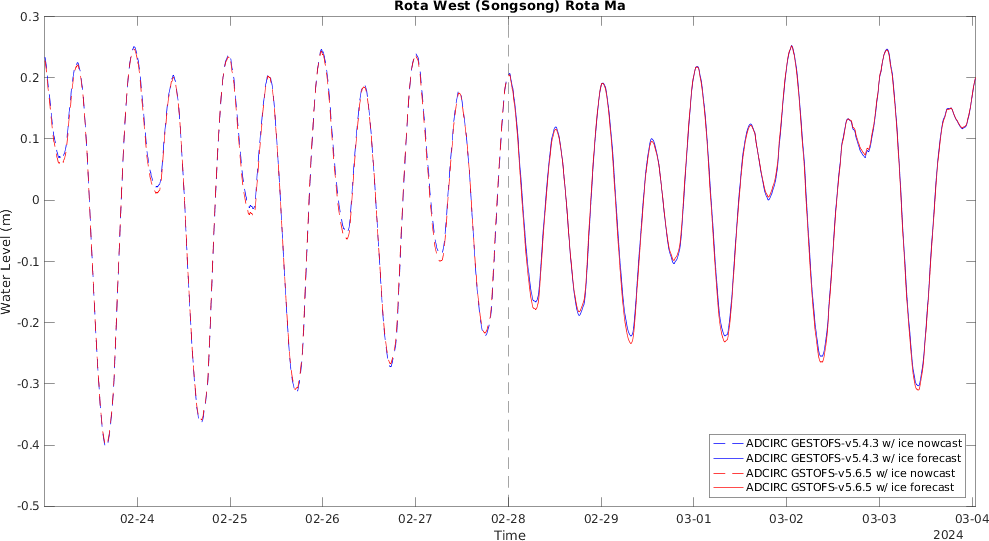 Rota West (Songsong) Rota Ma
0.3
0.2
0.1
0
-0.1
-0.2
-0.3
-0.4
-0.5
Water Level (m)
ADCIRC GESTOFS-v5.4.3 w/ ice nowcast
ADCIRC GESTOFS-v5.4.3 w/ ice forecast
ADCIRC GSTOFS-v5.6.5 w/ ice nowcast
ADCIRC GSTOFS-v5.6.5 w/ ice forecast
02-24 02-25 02-26 02-27 02-28 02-29 03-01 03-02 03-03 03-04
Time
2024